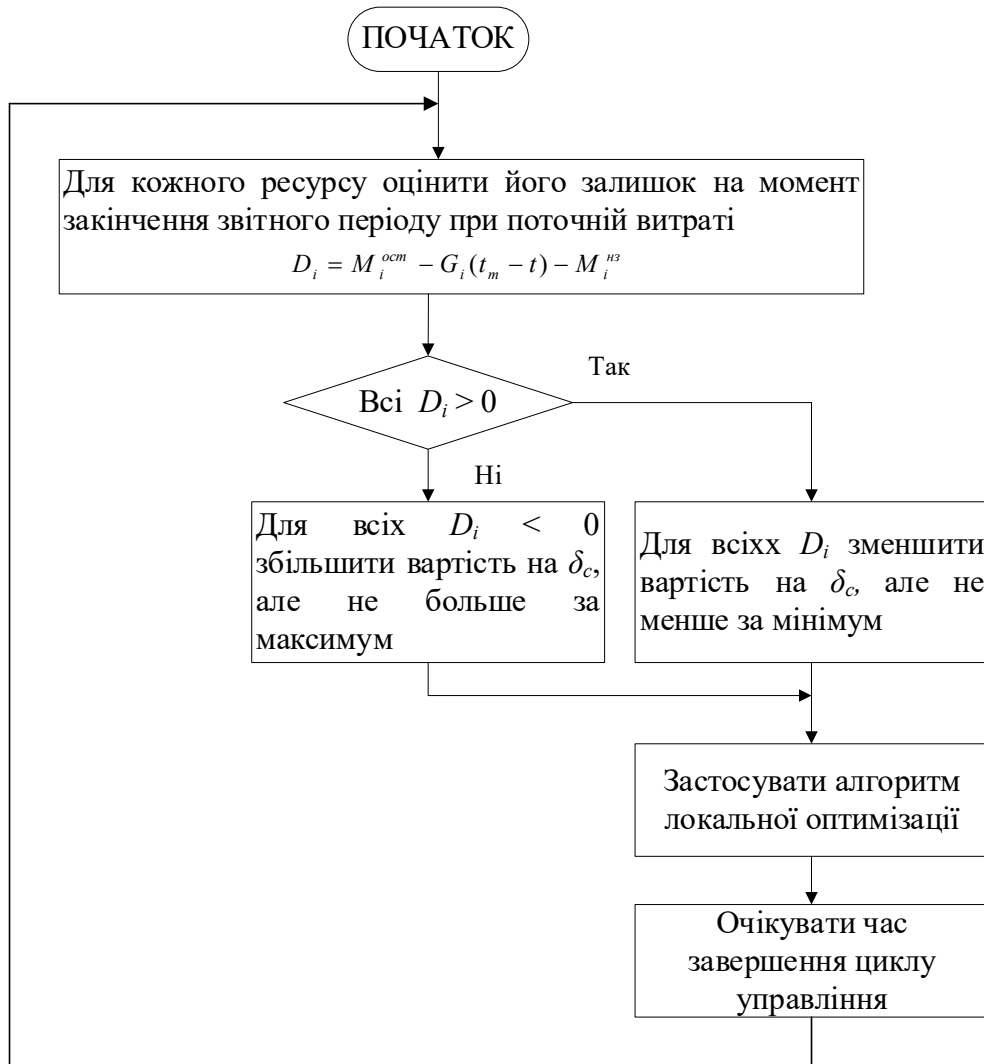 ПОЧАТОК
Для кожного ресурсу оцінити його залишок на момент
закінчення звітного періоду при поточній витраті
D_i = M_i^{ост} − G_i(t_m − t) − M_i^{нз}
Так
Всі D_i > 0
Ні
Для всіх D_i < 0
збільшити вартість на δ_c,
але не больше за
максимум
Для всіхх D_i зменшити
вартість на δ_c, але не
менше за мінімум
Застосувати алгоритм
локальної оптимізації
Очікувати час
завершення циклу
управління